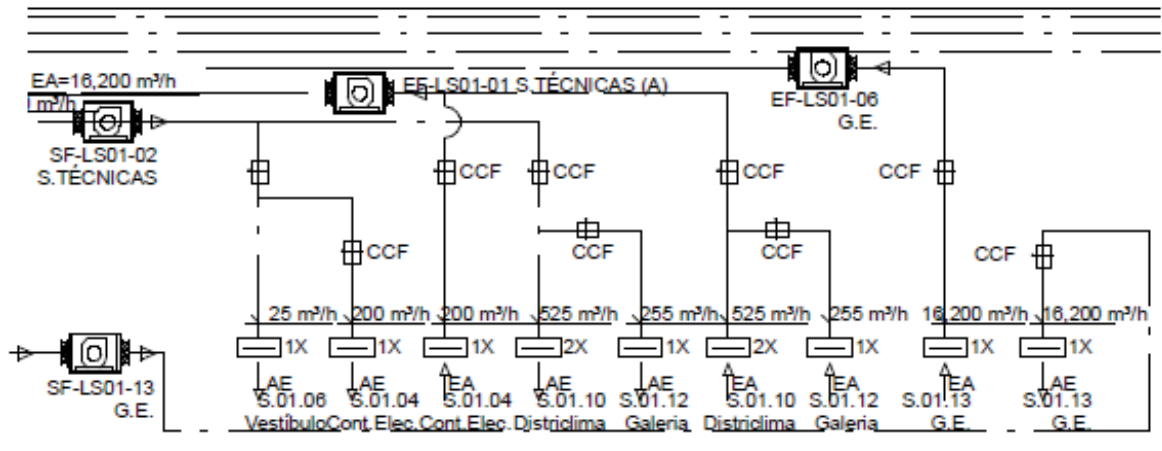 EA=16,200 m³/h
m³/h
EF-LS01-01 S.TÉCNICAS (A)
EF-LS01-06
G.E.
SF-LS01-02
S.TÉCNICAS
CCF
CCF
CCF
CCF
CCF
CCF
CCF
CCF
25 m³/h
200 m³/h
200 m³/h
525 m³/h
255 m³/h
525 m³/h
255 m³/h
16,200 m³/h
16,200 m³/h
1X
1X
1X
2X
1X
2X
1X
1X
1X
SF-LS01-13
G.E.
AE
AE
EA
AE
AE
EA
EA
EA
AE
S.01.06
S.01.04
S.01.04
S.01.10
S.01.12
S.01.10
S.01.12
S.01.13
S.01.13
Vestíbulo
Cont.Elec.
Cont.Elec.
Districlima
Galeria
Districlima
Galeria
G.E.
G.E.